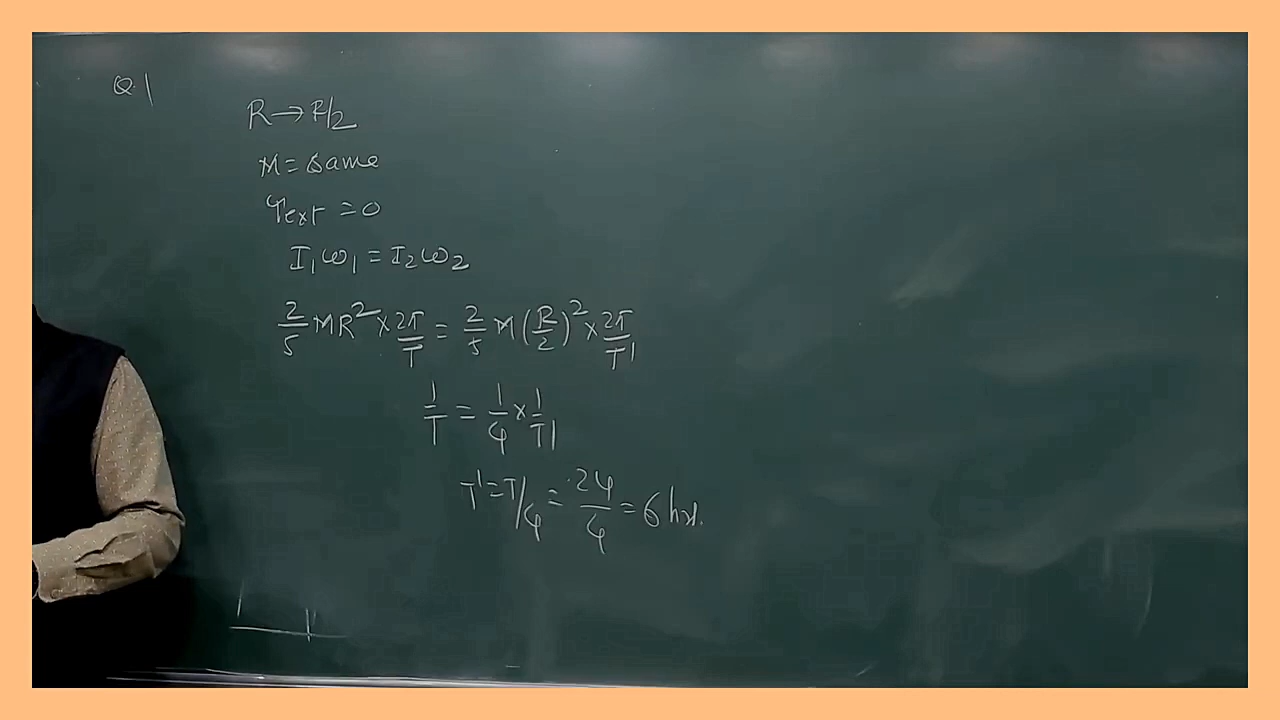 Q.1
R → R/2
M = same
τext = 0
I₁ω₁ = I₂ω₂
2/5 MR² × 2π/T = 2/5 M (R/2)² × 2π/T'
1/T = 1/4 × 1/T'
T' = T/4 = 24/4 = 6 hrs.